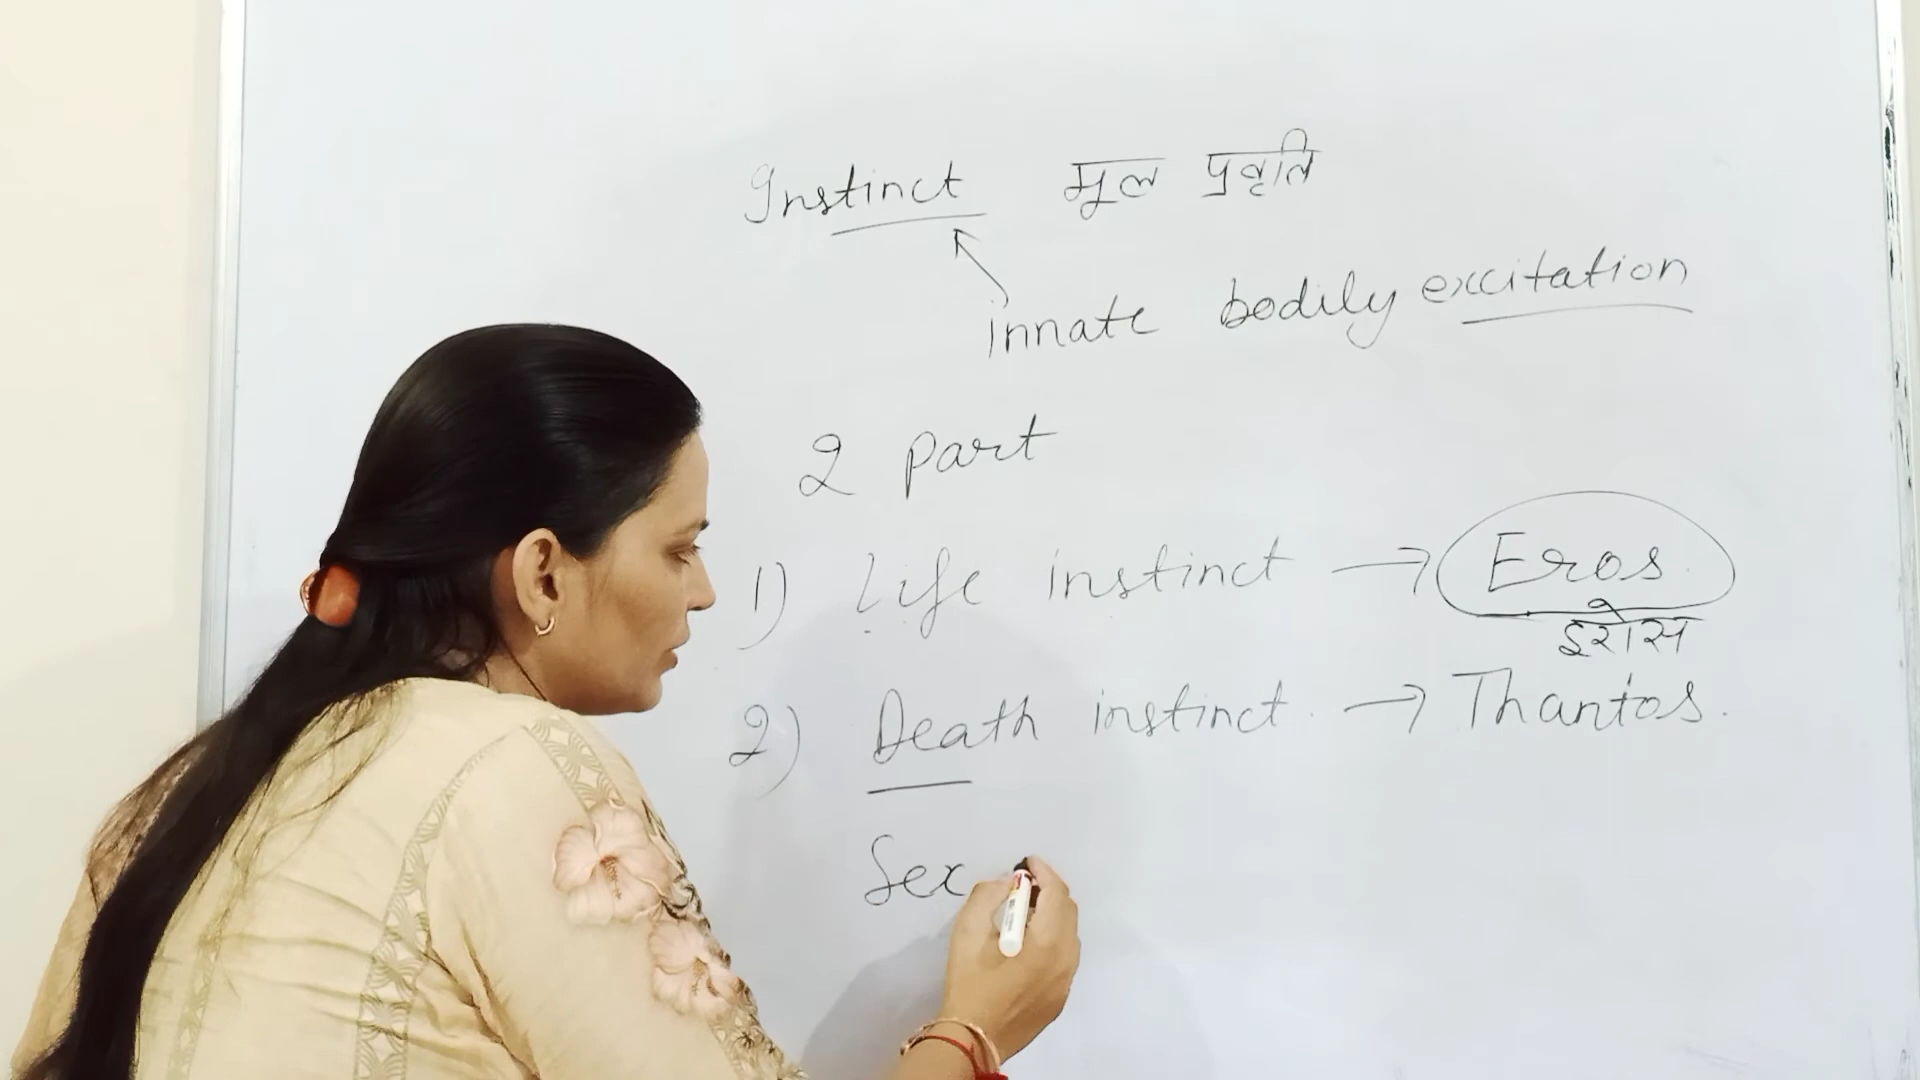 Instinct मूल प्रवृति
innate bodily excitation
2 part
1) Life instinct → Eros
इरोस
2) Death instinct → Thantos.
Sex